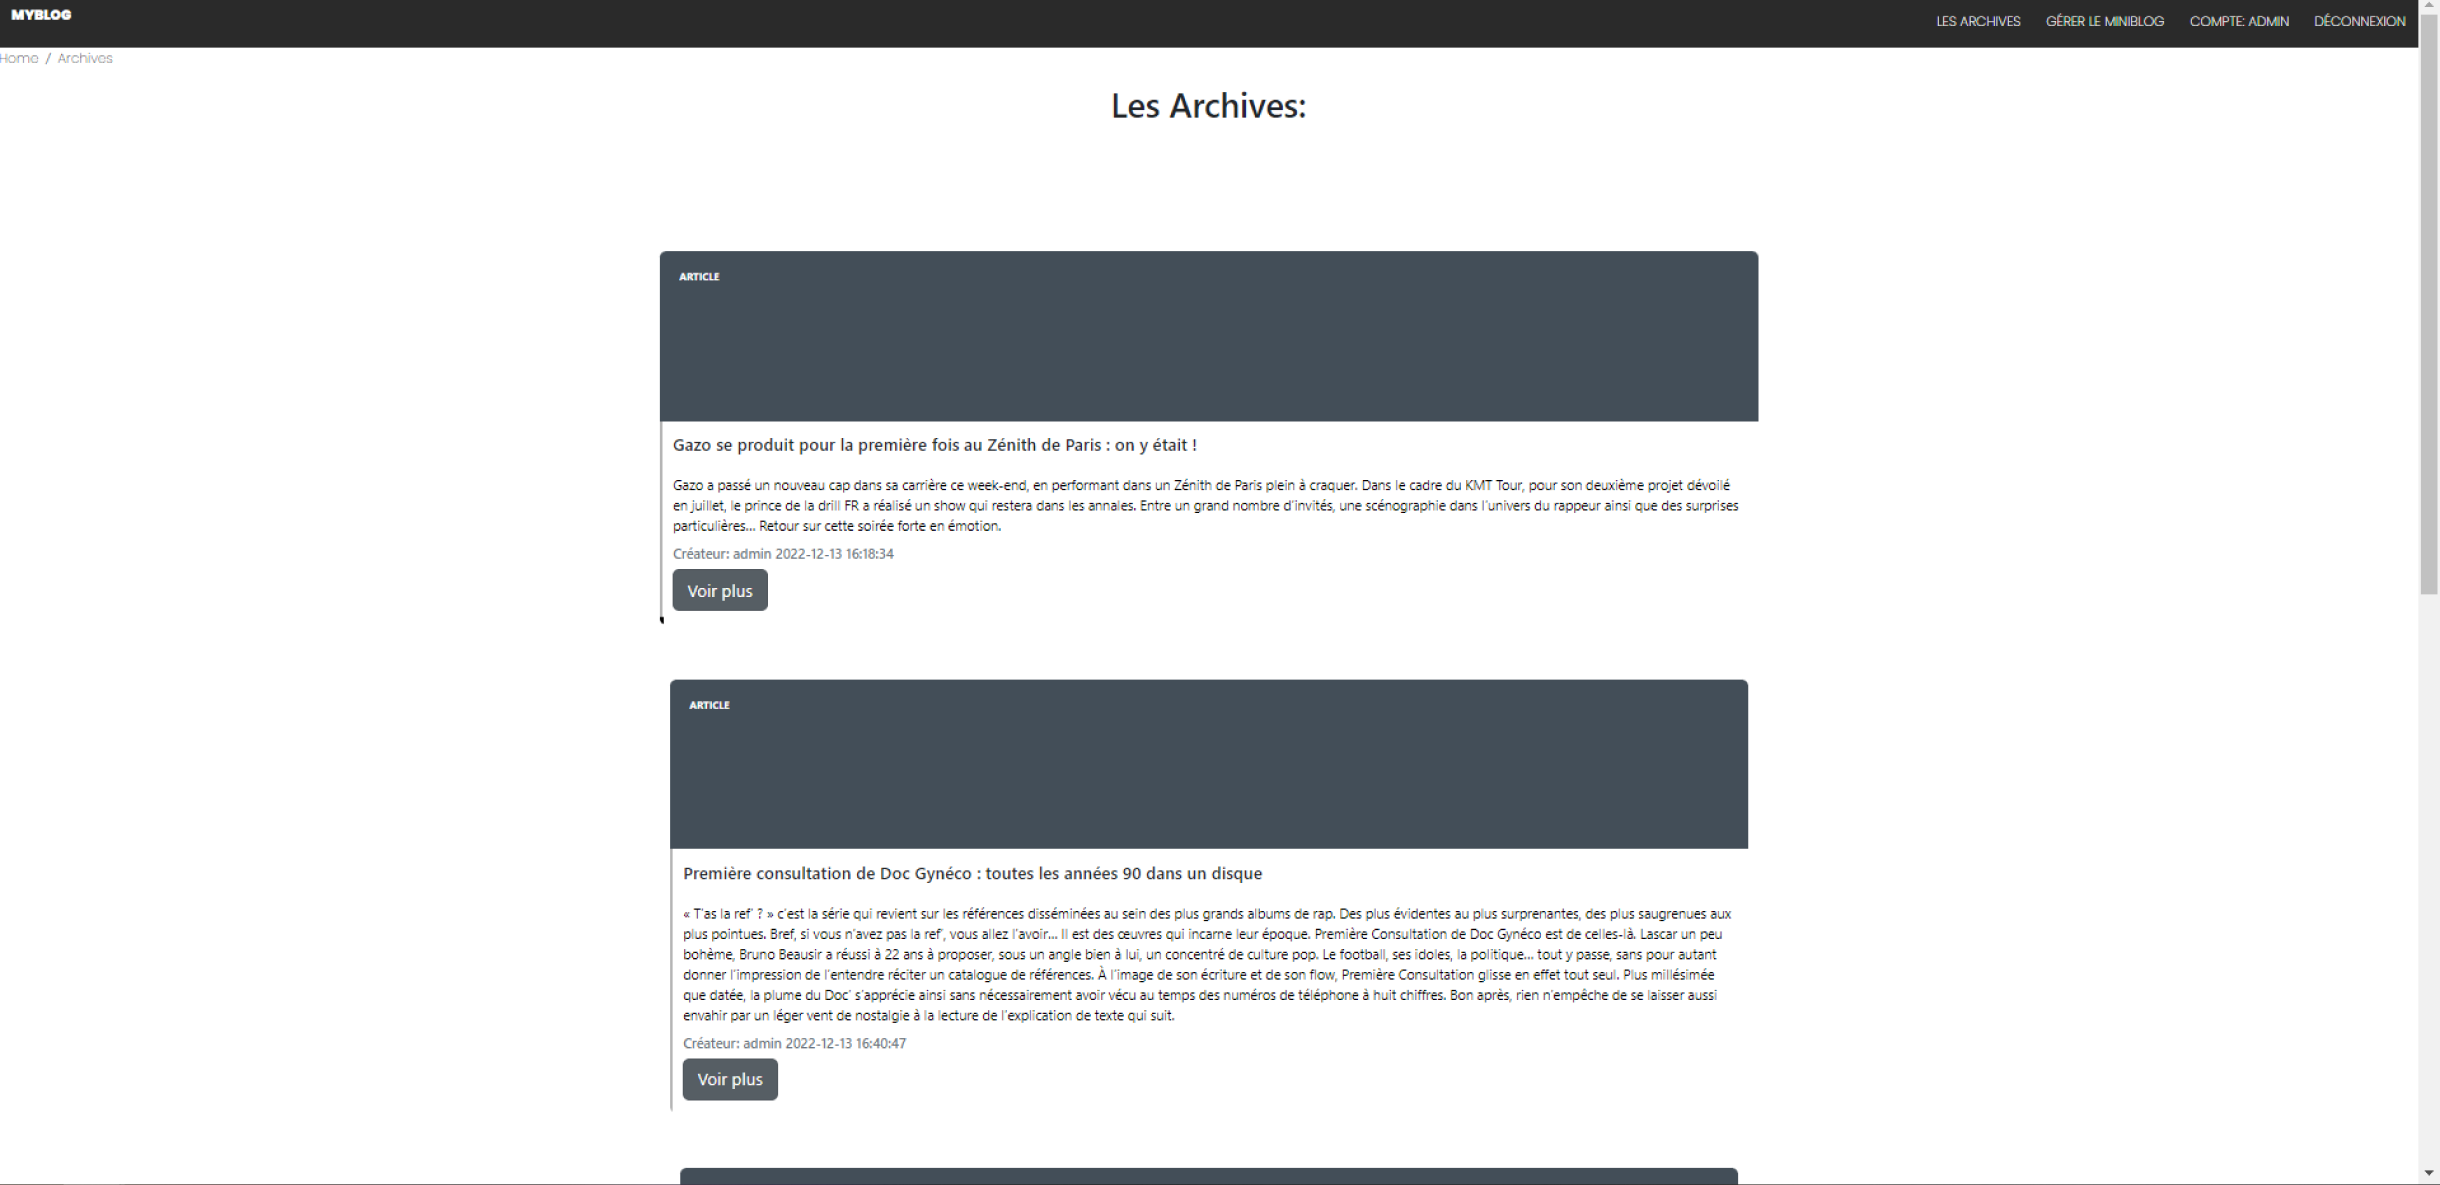 MYBLOG
LES ARCHIVES GÉRER LE MINIBLOG COMPTE: ADMIN DÉCONNEXION
Home / Archives
Les Archives:
ARTICLE
Gazo se produit pour la première fois au Zénith de Paris : on y était !
Gazo a passé un nouveau cap dans sa carrière ce week-end, en performant dans un Zénith de Paris plein à craquer. Dans le cadre du KMT Tour, pour son deuxième projet dévoilé
en juillet, le prince de la drill FR a réalisé un show qui restera dans les annales. Entre un grand nombre d'invités, une scénographie dans l'univers du rappeur ainsi que des surprises
particulières... Retour sur cette soirée forte en émotion.
Créateur: admin 2022-12-13 16:18:34
Voir plus
ARTICLE
Première consultation de Doc Gynéco : toutes les années 90 dans un disque
« T'as la ref' ? » c'est la série qui revient sur les références disséminées au sein des plus grands albums de rap. Des plus évidentes au plus surprenantes, des plus saugrenues aux
plus pointues. Bref, si vous n'avez pas la ref', vous allez l'avoir... Il est des œuvres qui incarne leur époque. Première Consultation de Doc Gynéco est de celles-là. Lascar un peu
bohème, Bruno Beausir a réussi à 22 ans à proposer, sous un angle bien à lui, un concentré de culture pop. Le football, ses idoles, la politique... tout y passe, sans pour autant
donner l'impression de l'entendre réciter un catalogue de références. À l'image de son écriture et de son flow, Première Consultation glisse en effet tout seul. Plus millésimée
que datée, la plume du Doc' s'apprécie ainsi sans nécessairement avoir vécu au temps des numéros de téléphone à huit chiffres. Bon après, rien n'empêche de se laisser aussi
envahir par un léger vent de nostalgie à la lecture de l'explication de texte qui suit.
Créateur: admin 2022-12-13 16:40:47
Voir plus